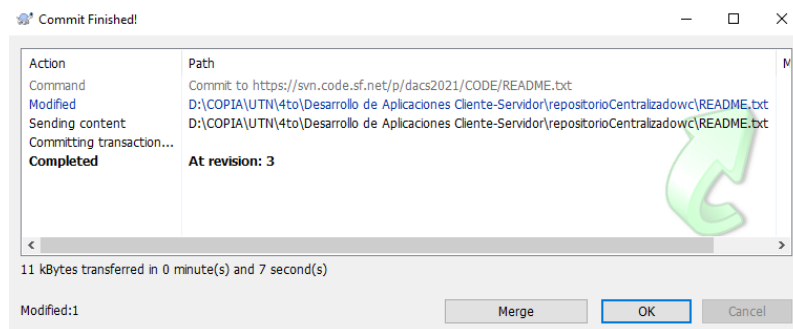 Commit Finished!
Action Path M
Command Commit to https://svn.code.sf.net/p/dacs2021/CODE/README.txt
Modified D:\COPIA\UTN\4to\Desarrollo de Aplicaciones Cliente-Servidor\repositorioCentralizadowc\README.txt
Sending content D:\COPIA\UTN\4to\Desarrollo de Aplicaciones Cliente-Servidor\repositorioCentralizadowc\README.txt
Committing transaction...
Completed At revision: 3
11 kBytes transferred in 0 minute(s) and 7 second(s)
Modified:1 Merge OK Cancel